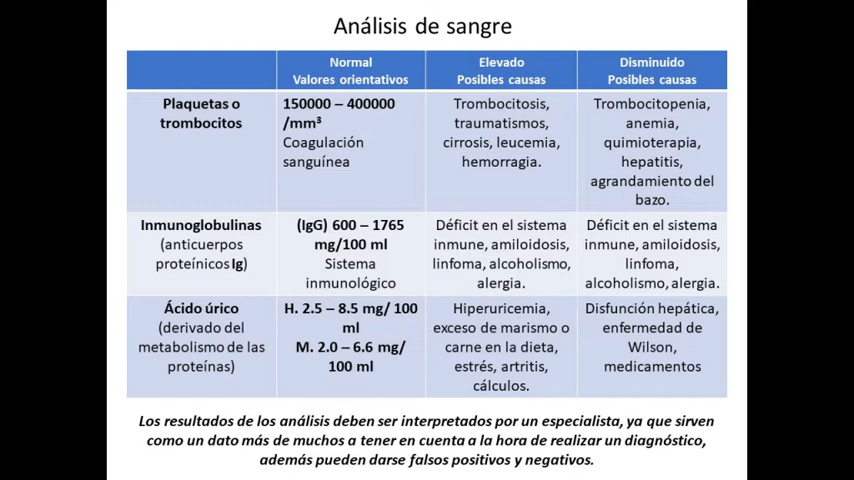 Análisis de sangre
Normal
Valores orientativos
Elevado
Posibles causas
Disminuido
Posibles causas
Plaquetas o
trombocitos
150000 – 400000
/mm³
Coagulación
sanguínea
Trombocitosis,
traumatismos,
cirrosis, leucemia,
hemorragia.
Trombocitopenia,
anemia,
quimioterapia,
hepatitis,
agrandamiento del
bazo.
Inmunoglobulinas
(anticuerpos
proteínicos Ig)
(IgG) 600 – 1765
mg/100 ml
Sistema
inmunológico
Déficit en el sistema
inmune, amiloidosis,
linfoma, alcoholismo,
alergia.
Déficit en el sistema
inmune, amiloidosis,
linfoma,
alcoholismo, alergia.
Ácido úrico
(derivado del
metabolismo de las
proteínas)
H. 2.5 – 8.5 mg/ 100
ml
M. 2.0 – 6.6 mg/
100 ml
Hiperuricemia,
exceso de marismo o
carne en la dieta,
estrés, artritis,
cálculos.
Disfunción hepática,
enfermedad de
Wilson,
medicamentos
Los resultados de los análisis deben ser interpretados por un especialista, ya que sirven
como un dato más de muchos a tener en cuenta a la hora de realizar un diagnóstico,
además pueden darse falsos positivos y negativos.